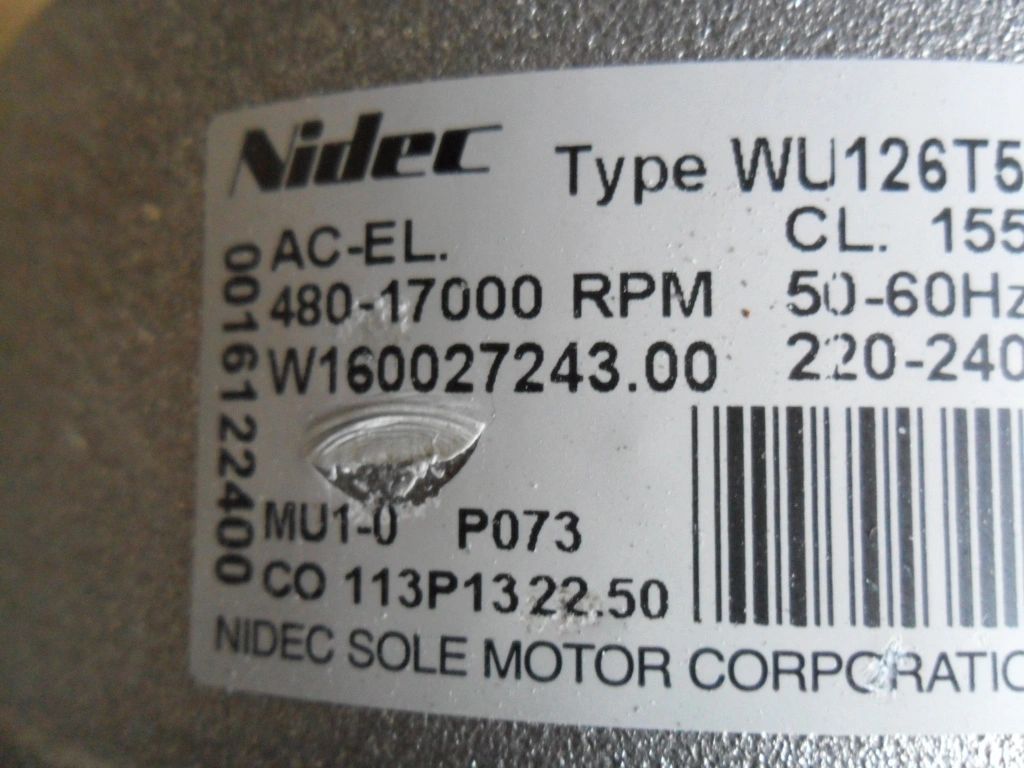 Nidec Type WU126T5
AC-EL. CL. 155
480-17000 RPM 50-60Hz
W160027243.00 220-240
MU1-0 P073
CO 113P1322.50
NIDEC SOLE MOTOR CORPORATIO
00161122400